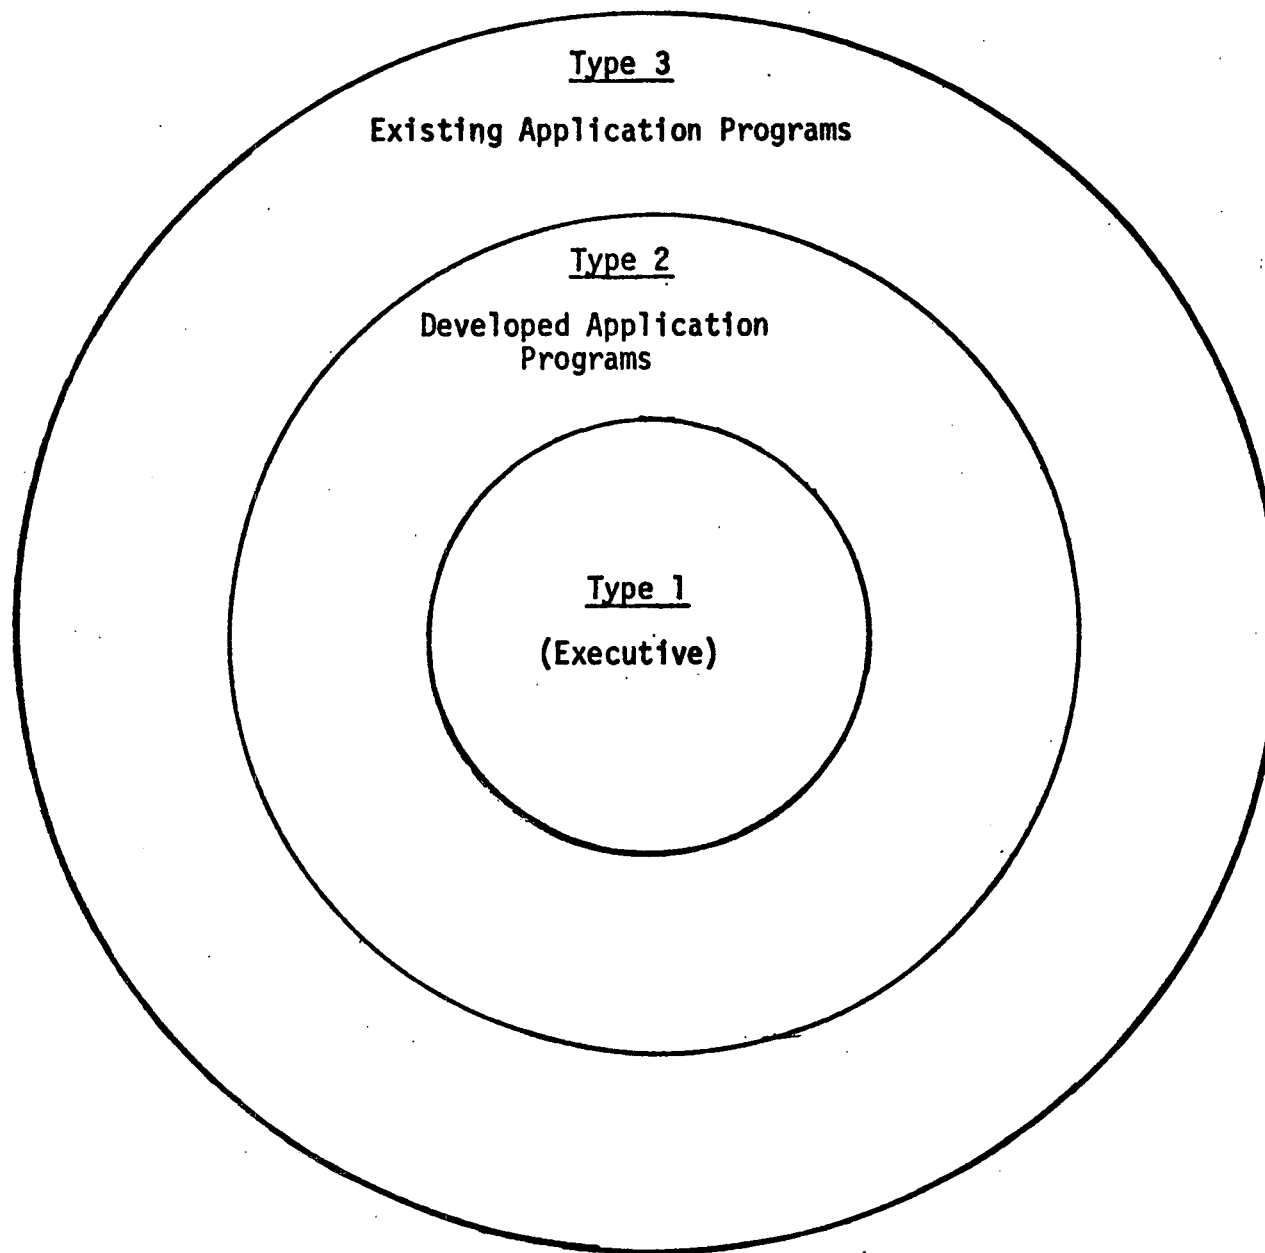 Type 3
Existing Application Programs
Type 2
Developed Application
Programs
Type 1
(Executive)